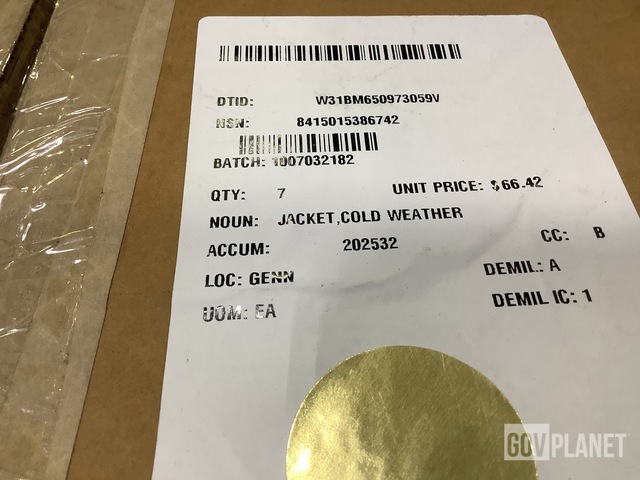 DTID: W31BM650973059V
NSN: 8415015386742
BATCH: 1007032182
QTY: 7 UNIT PRICE: $66.42
NOUN: JACKET,COLD WEATHER
ACCUM: 202532 CC: B
LOC: GENN DEMIL: A
UOM: EA DEMIL IC: 1
GOVPLANET